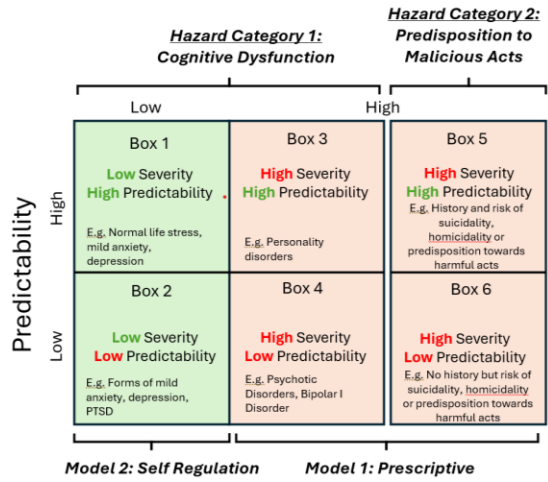 Hazard Category 1:
Cognitive Dysfunction
Hazard Category 2:
Predisposition to
Malicious Acts
Low
High
Predictability
High
Low
Box 1
Low Severity
High Predictability
E.g. Normal life stress,
mild anxiety,
depression
Box 3
High Severity
High Predictability
E.g. Personality
disorders
Box 5
High Severity
High Predictability
E.g. History and risk of
suicidality,
homicidality or
predisposition towards
harmful acts
Box 2
Low Severity
Low Predictability
E.g. Forms of mild
anxiety, depression,
PTSD
Box 4
High Severity
Low Predictability
E.g. Psychotic
Disorders, Bipolar I
Disorder
Box 6
High Severity
Low Predictability
E.g. No history but risk of
suicidality, homicidality
or predisposition towards
harmful acts
Model 2: Self Regulation
Model 1: Prescriptive